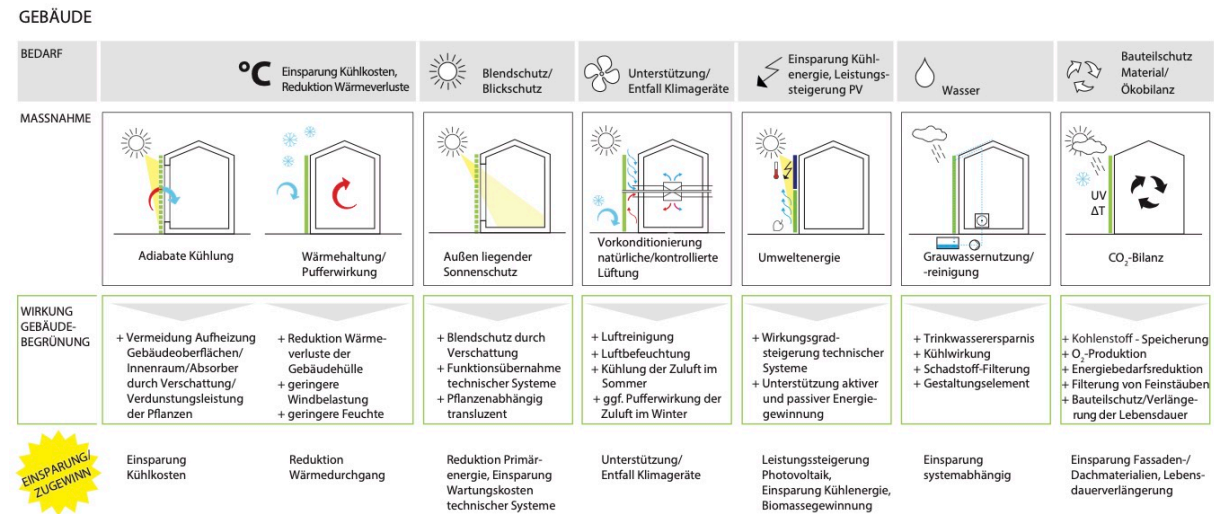 GEBÄUDE
BEDARF
°C
Einsparung Kühlkosten,
Reduktion Wärmeverluste
Blendschutz/
Blickschutz
Unterstützung/
Entfall Klimageräte
Einsparung Kühl-
energie, Leistungs-
steigerung PV
Wasser
Bauteilschutz
Material/
Ökobilanz
MASSNAHME
Adiabate Kühlung
Wärmehaltung/
Pufferwirkung
Außen liegender
Sonnenschutz
Vorkonditionierung
natürliche/kontrollierte
Lüftung
Umweltenergie
Grauwassernutzung/
-reinigung
UV
ΔT
CO2-Bilanz
WIRKUNG
GEBÄUDE-
BEGRÜNUNG
+ Vermeidung Aufheizung
Gebäudeoberflächen/
Innenraum/Absorber
durch Verschattung/
Verdunstungsleistung
der Pflanzen
+ Reduktion Wärme-
verluste der
Gebäudehülle
+ geringere
Windbelastung
+ geringere Feuchte
+ Blendschutz durch
Verschattung
+ Funktionsübernahme
technischer Systeme
+ Pflanzenabhängig
transluzent
+ Luftreinigung
+ Luftbefeuchtung
+ Kühlung der Zuluft im
Sommer
+ ggf. Pufferwirkung der
Zuluft im Winter
+ Wirkungsgrad-
steigerung technischer
Systeme
+ Unterstützung aktiver
und passiver Energie-
gewinnung
+ Trinkwasserersparnis
+ Kühlwirkung
+ Schadstoff-Filterung
+ Gestaltungselement
+ Kohlenstoff - Speicherung
+ O2-Produktion
+ Energiebedarfsreduktion
+ Filterung von Feinstäuben
+ Bauteilschutz/Verlänge-
rung der Lebensdauer
EINSPARUNG/
ZUGEWINN
Einsparung
Kühlkosten
Reduktion
Wärmedurchgang
Reduktion Primär-
energie, Einsparung
Wartungskosten
technischer Systeme
Unterstützung/
Entfall Klimageräte
Leistungssteigerung
Photovoltaik,
Einsparung Kühlenergie,
Biomassegewinnung
Einsparung
systemabhängig
Einsparung Fassaden-/
Dachmaterialien, Lebens-
dauerverlängerung